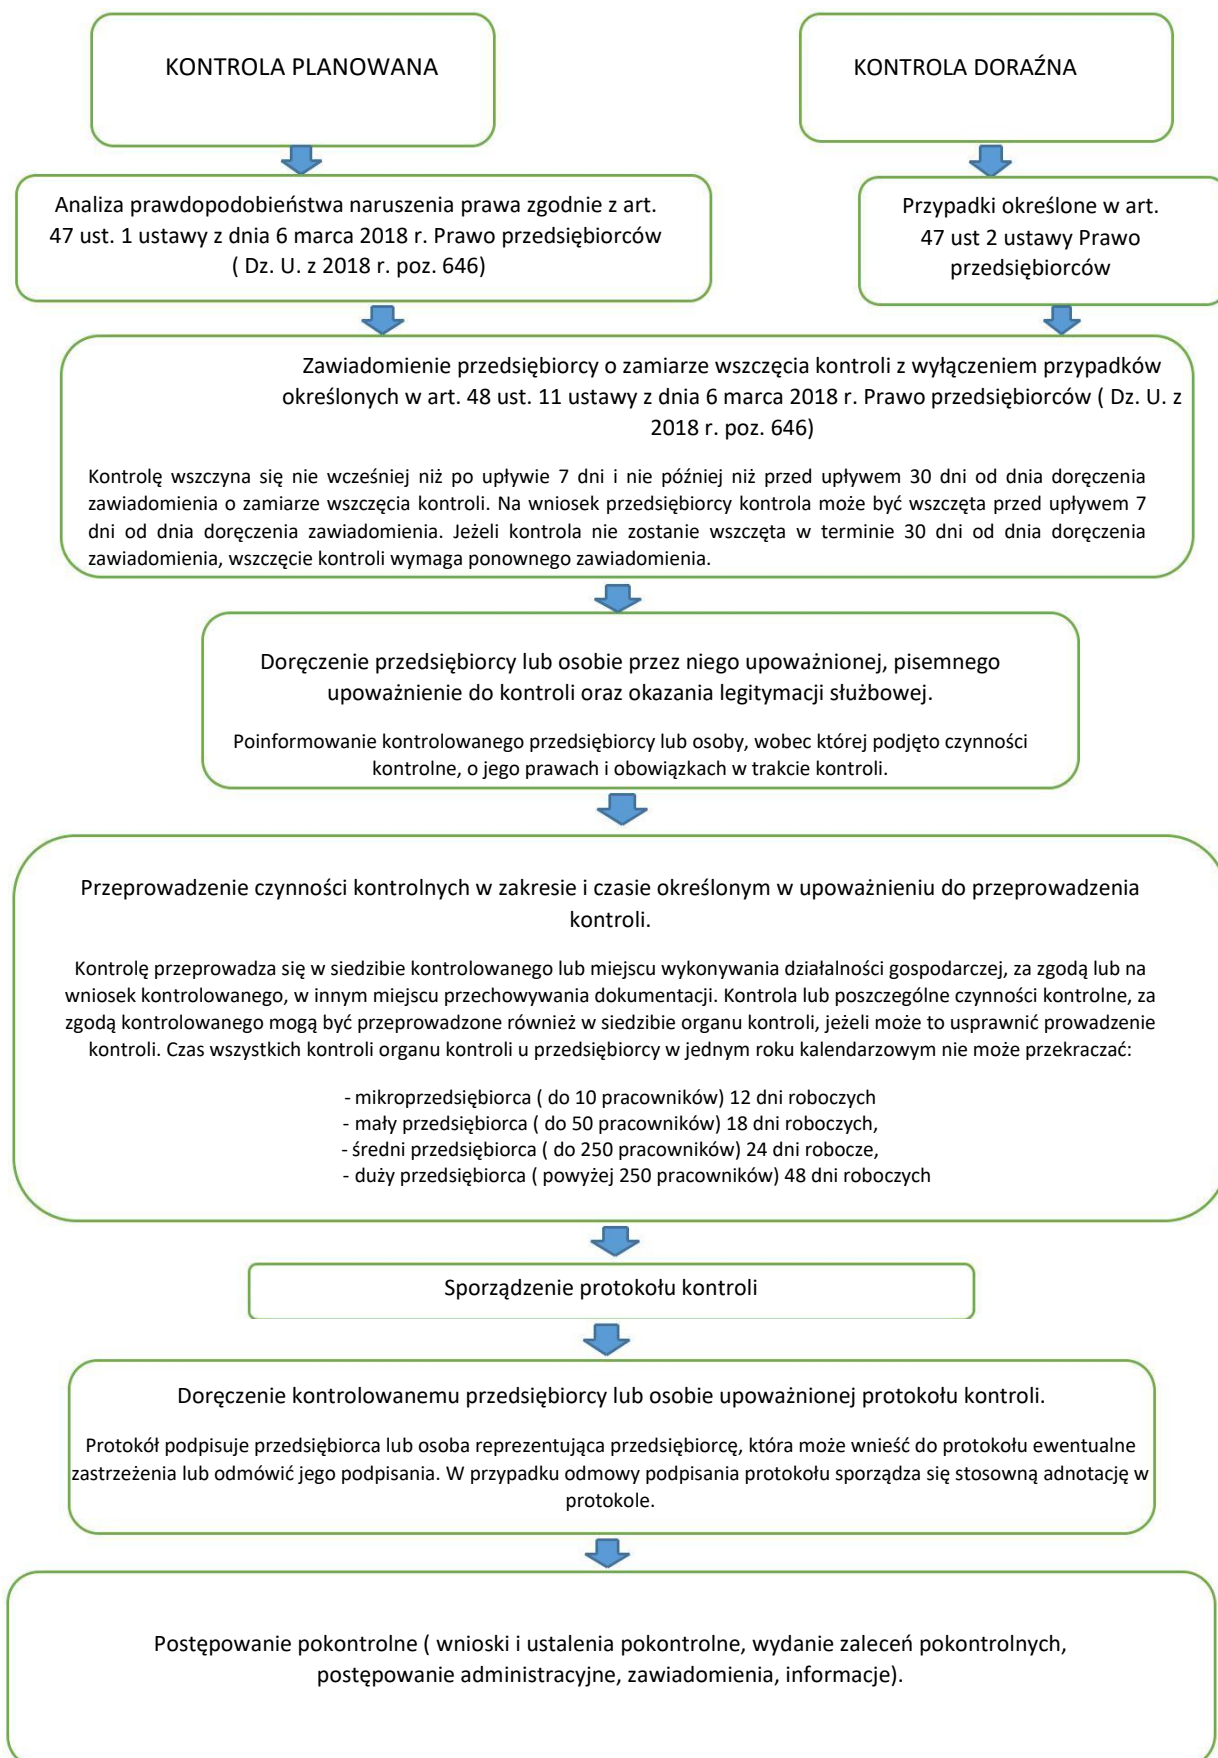 KONTROLA PLANOWANA
KONTROLA DORAŹNA
Analiza prawdopodobieństwa naruszenia prawa zgodnie z art.
47 ust. 1 ustawy z dnia 6 marca 2018 r. Prawo przedsiębiorców
( Dz. U. z 2018 r. poz. 646)
Przypadki określone w art.
47 ust 2 ustawy Prawo
przedsiębiorców
Zawiadomienie przedsiębiorcy o zamiarze wszczęcia kontroli z wyłączeniem przypadków
określonych w art. 48 ust. 11 ustawy z dnia 6 marca 2018 r. Prawo przedsiębiorców ( Dz. U. z
2018 r. poz. 646)
Kontrolę wszczyna się nie wcześniej niż po upływie 7 dni i nie później niż przed upływem 30 dni od dnia doręczenia
zawiadomienia o zamiarze wszczęcia kontroli. Na wniosek przedsiębiorcy kontrola może być wszczęta przed upływem 7
dni od dnia doręczenia zawiadomienia. Jeżeli kontrola nie zostanie wszczęta w terminie 30 dni od dnia doręczenia
zawiadomienia, wszczęcie kontroli wymaga ponownego zawiadomienia.
Doręczenie przedsiębiorcy lub osobie przez niego upoważnionej, pisemnego
upoważnienie do kontroli oraz okazania legitymacji służbowej.
Poinformowanie kontrolowanego przedsiębiorcy lub osoby, wobec której podjęto czynności
kontrolne, o jego prawach i obowiązkach w trakcie kontroli.
Przeprowadzenie czynności kontrolnych w zakresie i czasie określonym w upoważnieniu do przeprowadzenia
kontroli.
Kontrolę przeprowadza się w siedzibie kontrolowanego lub miejscu wykonywania działalności gospodarczej, za zgodą lub na
wniosek kontrolowanego, w innym miejscu przechowywania dokumentacji. Kontrola lub poszczególne czynności kontrolne, za
zgodą kontrolowanego mogą być przeprowadzone również w siedzibie organu kontroli, jeżeli może to usprawnić prowadzenie
kontroli. Czas wszystkich kontroli organu kontroli u przedsiębiorcy w jednym roku kalendarzowym nie może przekraczać:
- mikroprzedsiębiorca ( do 10 pracowników) 12 dni roboczych
- mały przedsiębiorca ( do 50 pracowników) 18 dni roboczych,
- średni przedsiębiorca ( do 250 pracowników) 24 dni robocze,
- duży przedsiębiorca ( powyżej 250 pracowników) 48 dni roboczych
Sporządzenie protokołu kontroli
Doręczenie kontrolowanemu przedsiębiorcy lub osobie upoważnionej protokołu kontroli.
Protokół podpisuje przedsiębiorca lub osoba reprezentująca przedsiębiorcę, która może wnieść do protokołu ewentualne
zastrzeżenia lub odmówić jego podpisania. W przypadku odmowy podpisania protokołu sporządza się stosowną adnotację w
protokole.
Postępowanie pokontrolne ( wnioski i ustalenia pokontrolne, wydanie zaleceń pokontrolnych,
postępowanie administracyjne, zawiadomienia, informacje).